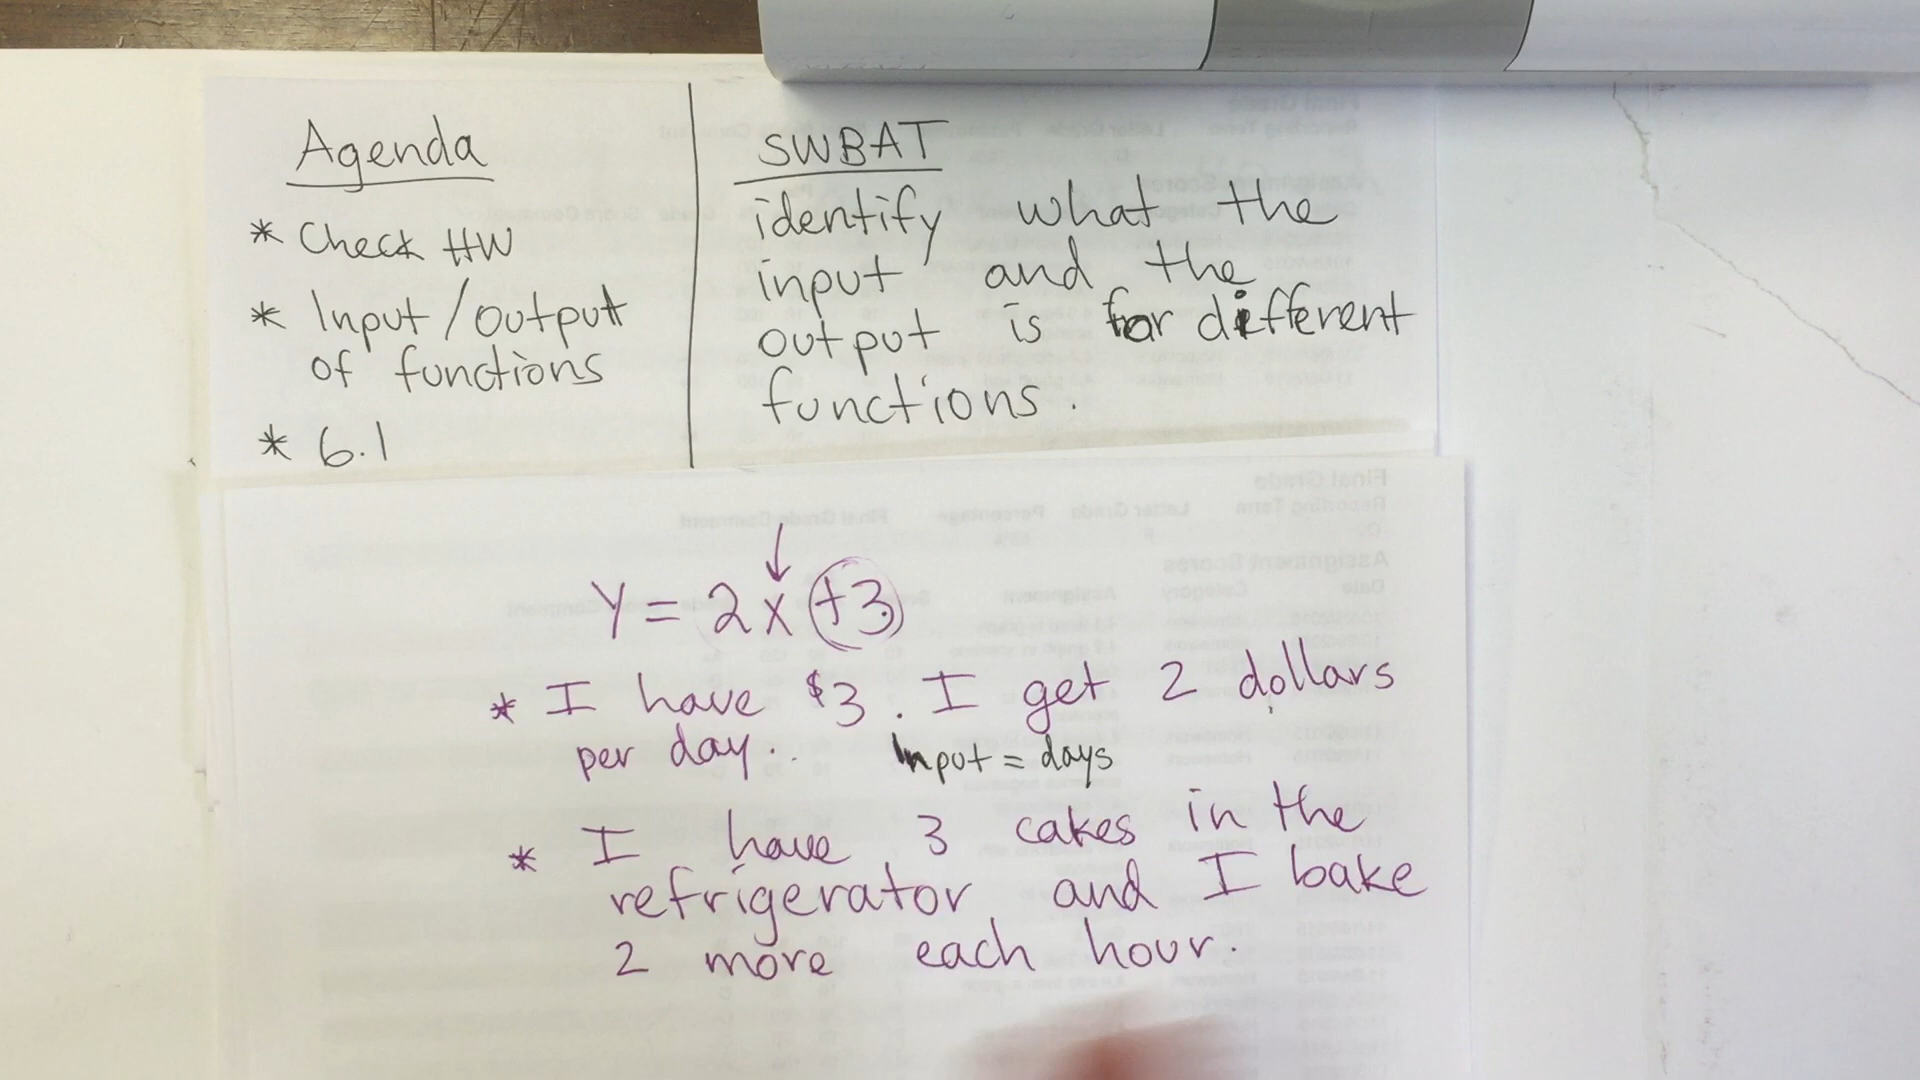 Agenda
* Check HW
* Input/output
of functions
* 6.1
SWBAT
identify what the
input and the
output is for different
functions.
Y = 2x +3
* I have $3. I get 2 dollars
per day.
Input = days
* I have 3 cakes in the
refrigerator and I bake
2 more each hour.